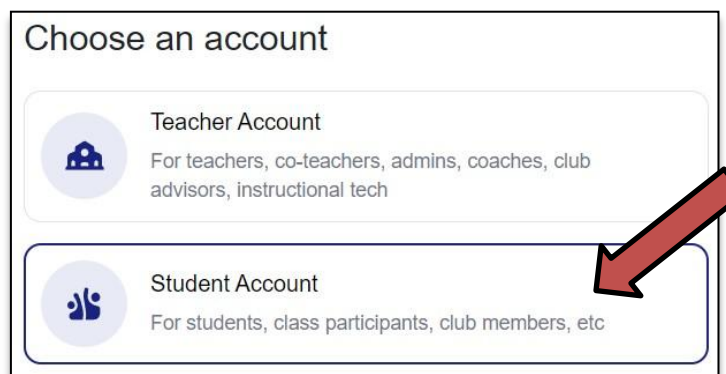 Choose an account
Teacher Account
For teachers, co-teachers, admins, coaches, club
advisors, instructional tech
Student Account
For students, class participants, club members, etc